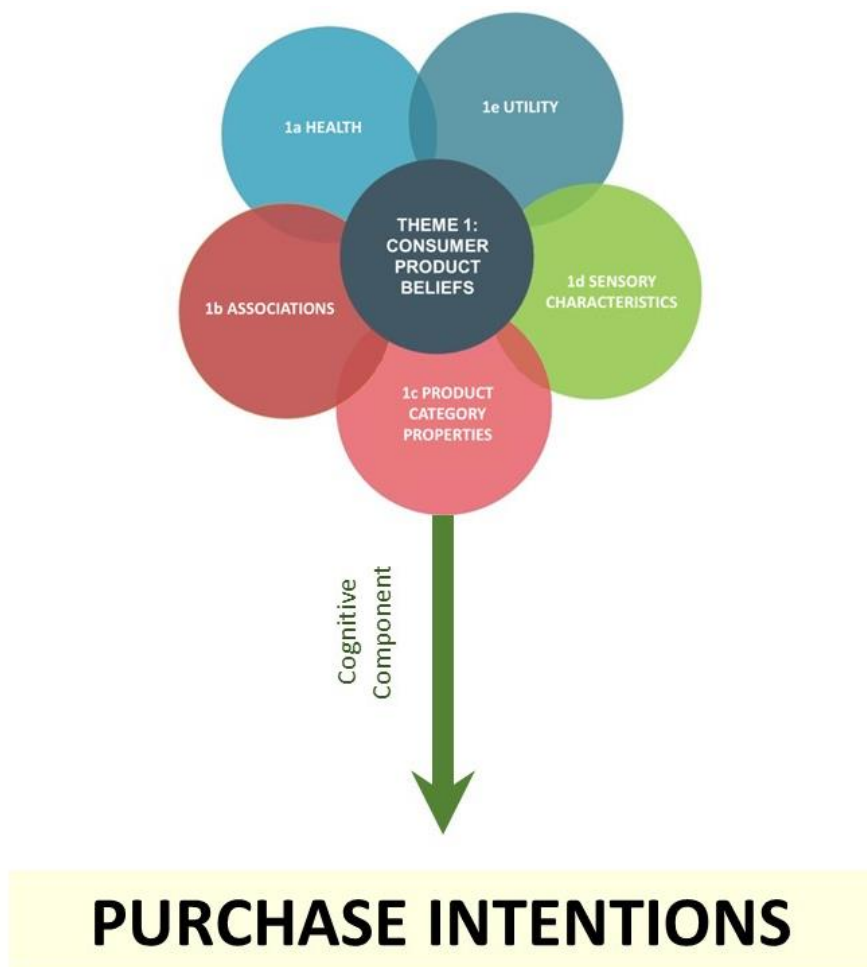 1a HEALTH
1e UTILITY
THEME 1:
CONSUMER
PRODUCT
BELIEFS
1b ASSOCIATIONS
1d SENSORY
CHARACTERISTICS
1c PRODUCT
CATEGORY
PROPERTIES
Cognitive
Component
PURCHASE INTENTIONS